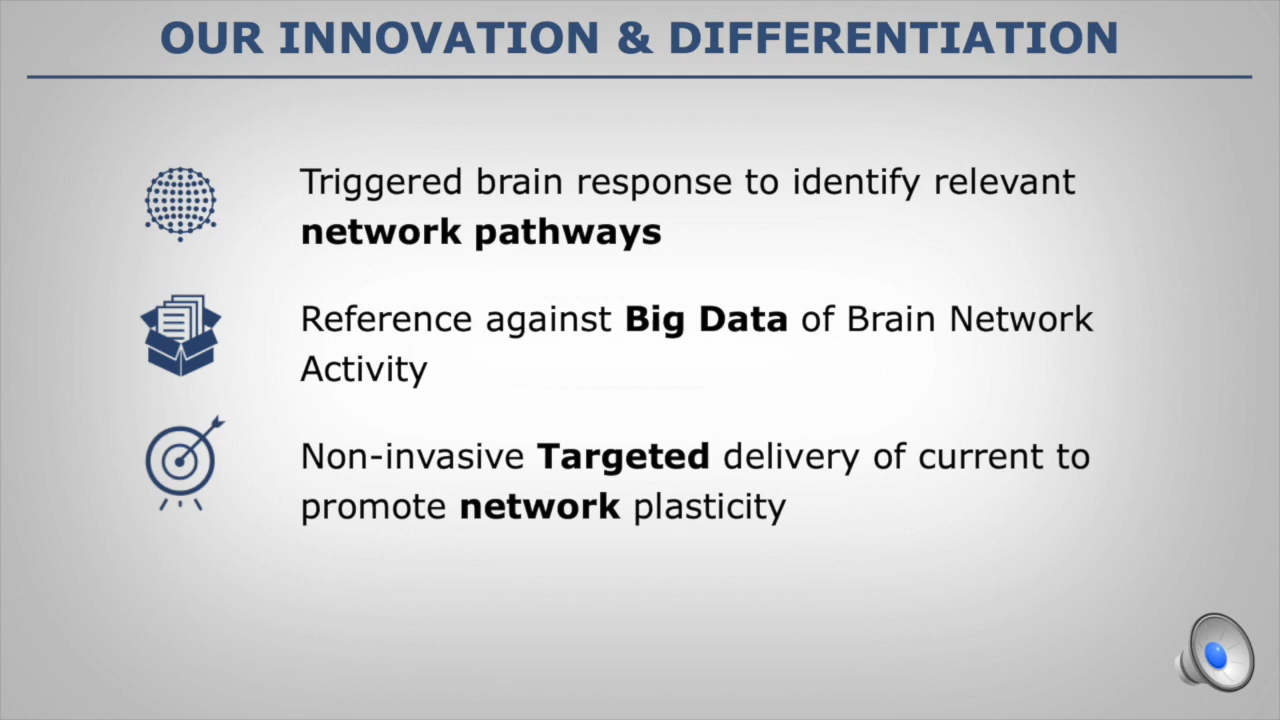 OUR INNOVATION & DIFFERENTIATION
Triggered brain response to identify relevant
network pathways
Reference against Big Data of Brain Network
Activity
Non-invasive Targeted delivery of current to
promote network plasticity